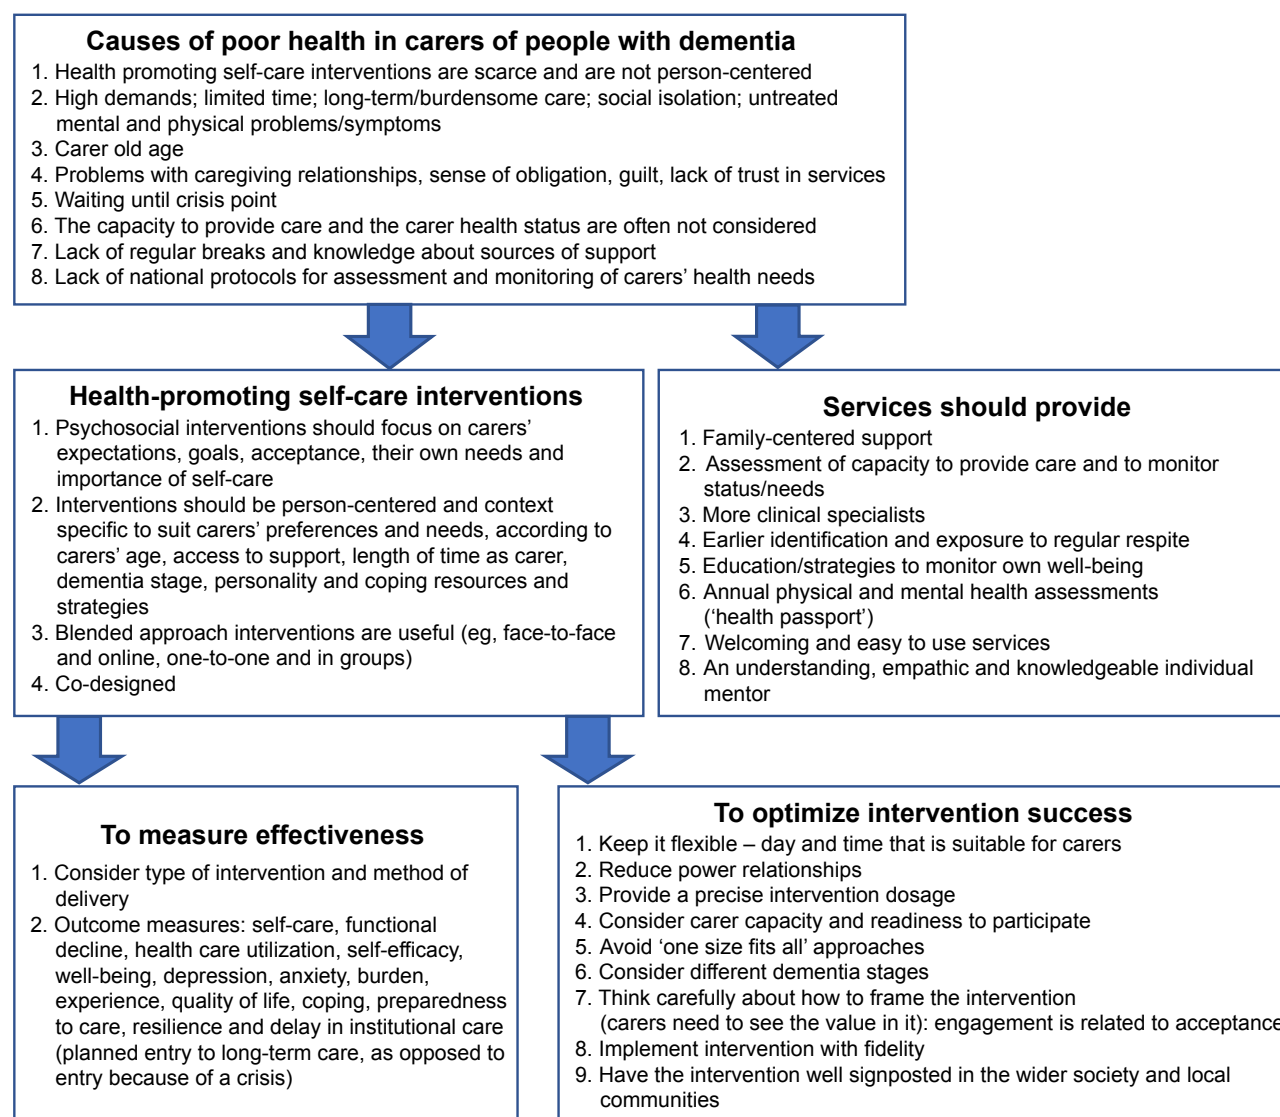 Causes of poor health in carers of people with dementia
1. Health promoting self-care interventions are scarce and are not person-centered
2. High demands; limited time; long-term/burdensome care; social isolation; untreated
mental and physical problems/symptoms
3. Carer old age
4. Problems with caregiving relationships, sense of obligation, guilt, lack of trust in services
5. Waiting until crisis point
6. The capacity to provide care and the carer health status are often not considered
7. Lack of regular breaks and knowledge about sources of support
8. Lack of national protocols for assessment and monitoring of carers’ health needs
Health-promoting self-care interventions
1. Psychosocial interventions should focus on carers’
expectations, goals, acceptance, their own needs and
importance of self-care
2. Interventions should be person-centered and context
specific to suit carers’ preferences and needs, according to
carers’ age, access to support, length of time as carer,
dementia stage, personality and coping resources and
strategies
3. Blended approach interventions are useful (eg, face-to-face
and online, one-to-one and in groups)
4. Co-designed
Services should provide
1. Family-centered support
2. Assessment of capacity to provide care and to monitor
status/needs
3. More clinical specialists
4. Earlier identification and exposure to regular respite
5. Education/strategies to monitor own well-being
6. Annual physical and mental health assessments
(‘health passport’)
7. Welcoming and easy to use services
8. An understanding, empathic and knowledgeable individual
mentor
To measure effectiveness
1. Consider type of intervention and method of
delivery
2. Outcome measures: self-care, functional
decline, health care utilization, self-efficacy,
well-being, depression, anxiety, burden,
experience, quality of life, coping, preparedness
to care, resilience and delay in institutional care
(planned entry to long-term care, as opposed to
entry because of a crisis)
To optimize intervention success
1. Keep it flexible – day and time that is suitable for carers
2. Reduce power relationships
3. Provide a precise intervention dosage
4. Consider carer capacity and readiness to participate
5. Avoid ‘one size fits all’ approaches
6. Consider different dementia stages
7. Think carefully about how to frame the intervention
(carers need to see the value in it): engagement is related to acceptance
8. Implement intervention with fidelity
9. Have the intervention well signposted in the wider society and local
communities